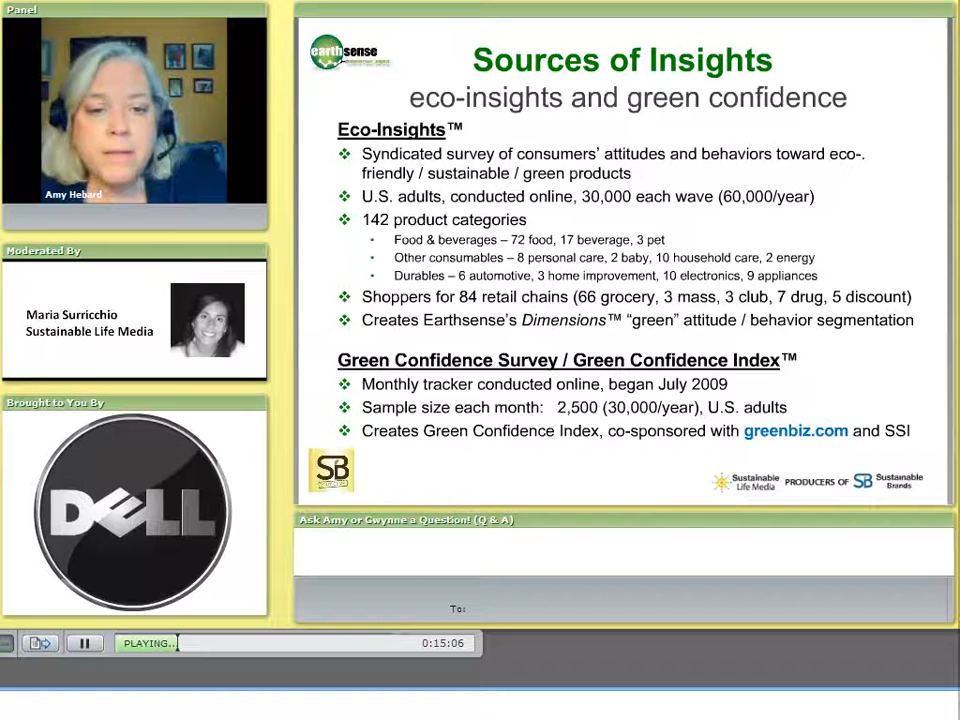 Panel
Amy Hebard
Moderated By
Maria Surricchio
Sustainable Life Media
Brought to You By
DELL
earthsense
Sources of Insights
eco-insights and green confidence
Eco-Insights™
Syndicated survey of consumers' attitudes and behaviors toward eco-.
friendly / sustainable / green products
U.S. adults, conducted online, 30,000 each wave (60,000/year)
142 product categories
Food & beverages – 72 food, 17 beverage, 3 pet
Other consumables – 8 personal care, 2 baby, 10 household care, 2 energy
Durables – 6 automotive, 3 home improvement, 10 electronics, 9 appliances
Shoppers for 84 retail chains (66 grocery, 3 mass, 3 club, 7 drug, 5 discount)
Creates Earthsense's Dimensions™ "green" attitude / behavior segmentation
Green Confidence Survey / Green Confidence Index™
Monthly tracker conducted online, began July 2009
Sample size each month: 2,500 (30,000/year), U.S. adults
Creates Green Confidence Index, co-sponsored with greenbiz.com and SSI
SB
Sustainable
Life Media
PRODUCERS OF
SB
Sustainable
Brands
Ask Amy or Gwynne a Question! (Q & A)
To:
PLAYING..
0:15:06